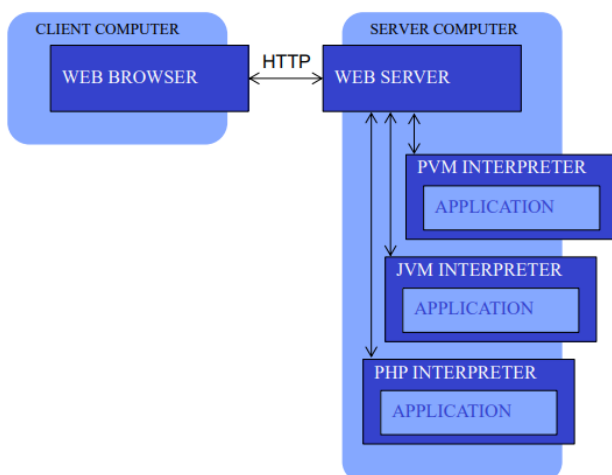 CLIENT COMPUTER
SERVER COMPUTER
WEB BROWSER
HTTP
WEB SERVER
PVM INTERPRETER
APPLICATION
JVM INTERPRETER
APPLICATION
PHP INTERPRETER
APPLICATION